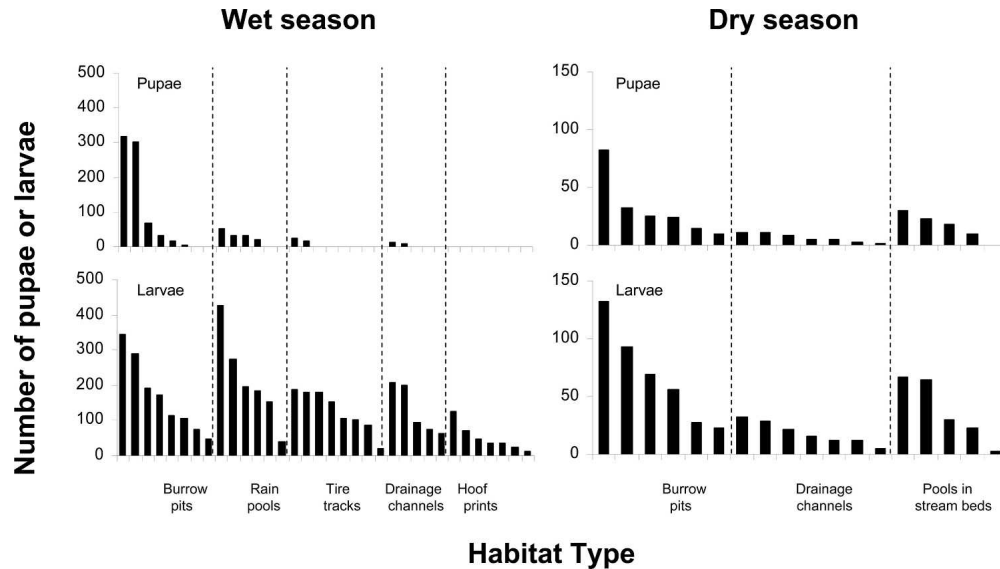 Wet season
Dry season
Number of pupae or larvae
500
400
300
200
100
0
Pupae
150
100
50
0
Pupae
500
400
300
200
100
0
Larvae
150
100
50
0
Larvae
Burrow
pits
Rain
pools
Tire
tracks
Drainage
channels
Hoof
prints
Burrow
pits
Drainage
channels
Pools in
stream beds
Habitat Type